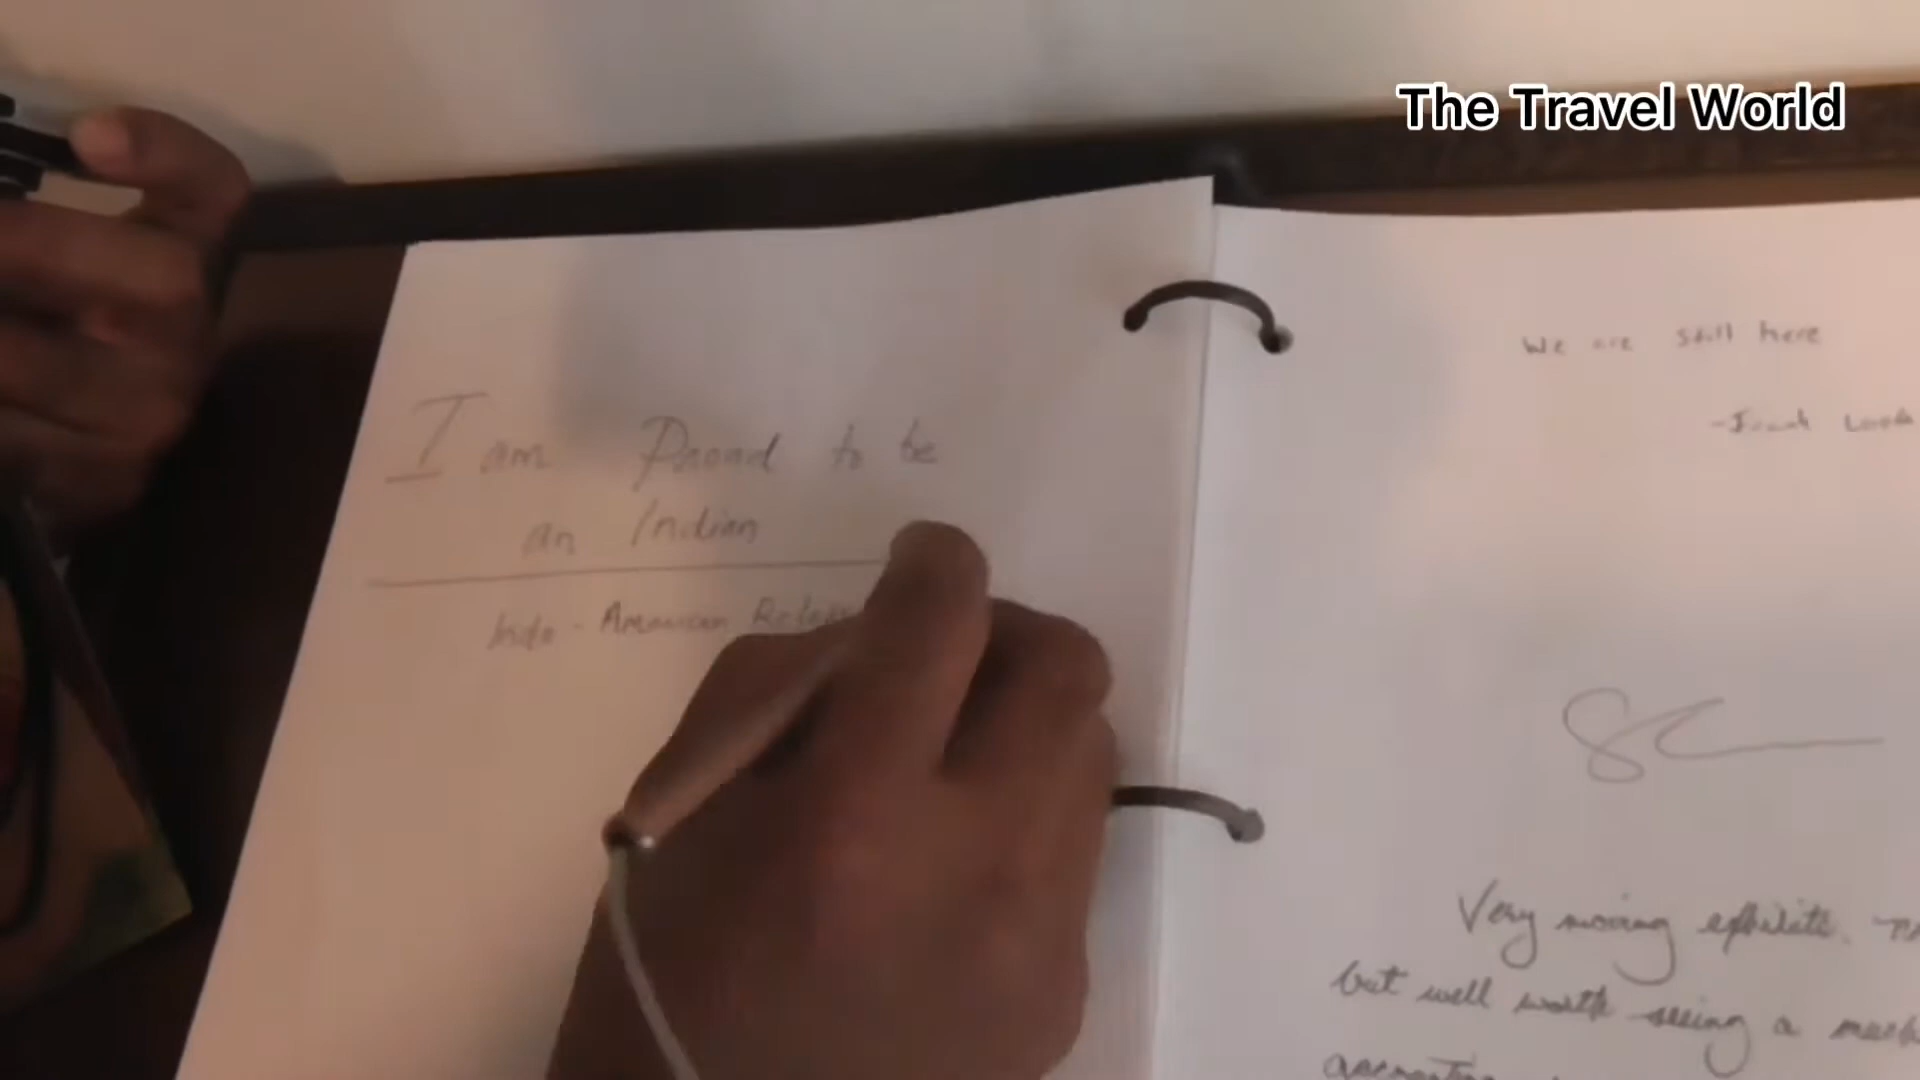 The Travel World
I am Proud to be
an Indian
Indo - American
We are still here
Very moving
but well worth seeing a